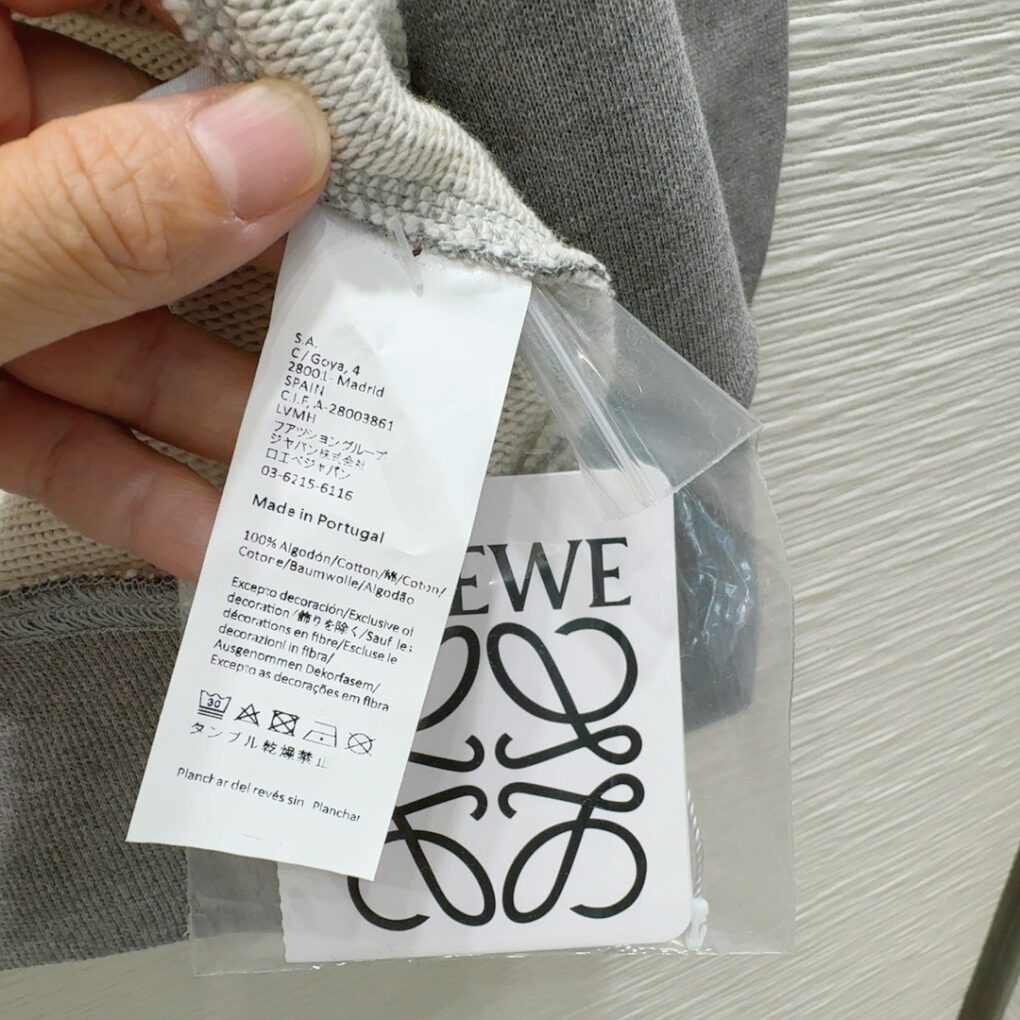 S.A.
C/Goya, 4
28001- Madrid
SPAIN
C.I.F. A-28003861
LVMH
ファッショングループ
ジャパン株式会社
ロエベジャパン
03-6215-6116
Made in Portugal
100% Algodón/Cotton/綿/Coton/
Cotone/Baumwolle/Algodão
Excepto decoración/Exclusive of
decoration/飾りを除く/Sauf les
décorations en fibre/Escluse le
decorazioni in fibra/
Ausgenommen Dekorfasern/
Excepto as decorações em fibra
30
タンブル乾燥禁止
Planchar del revés sin Planchar
EWE